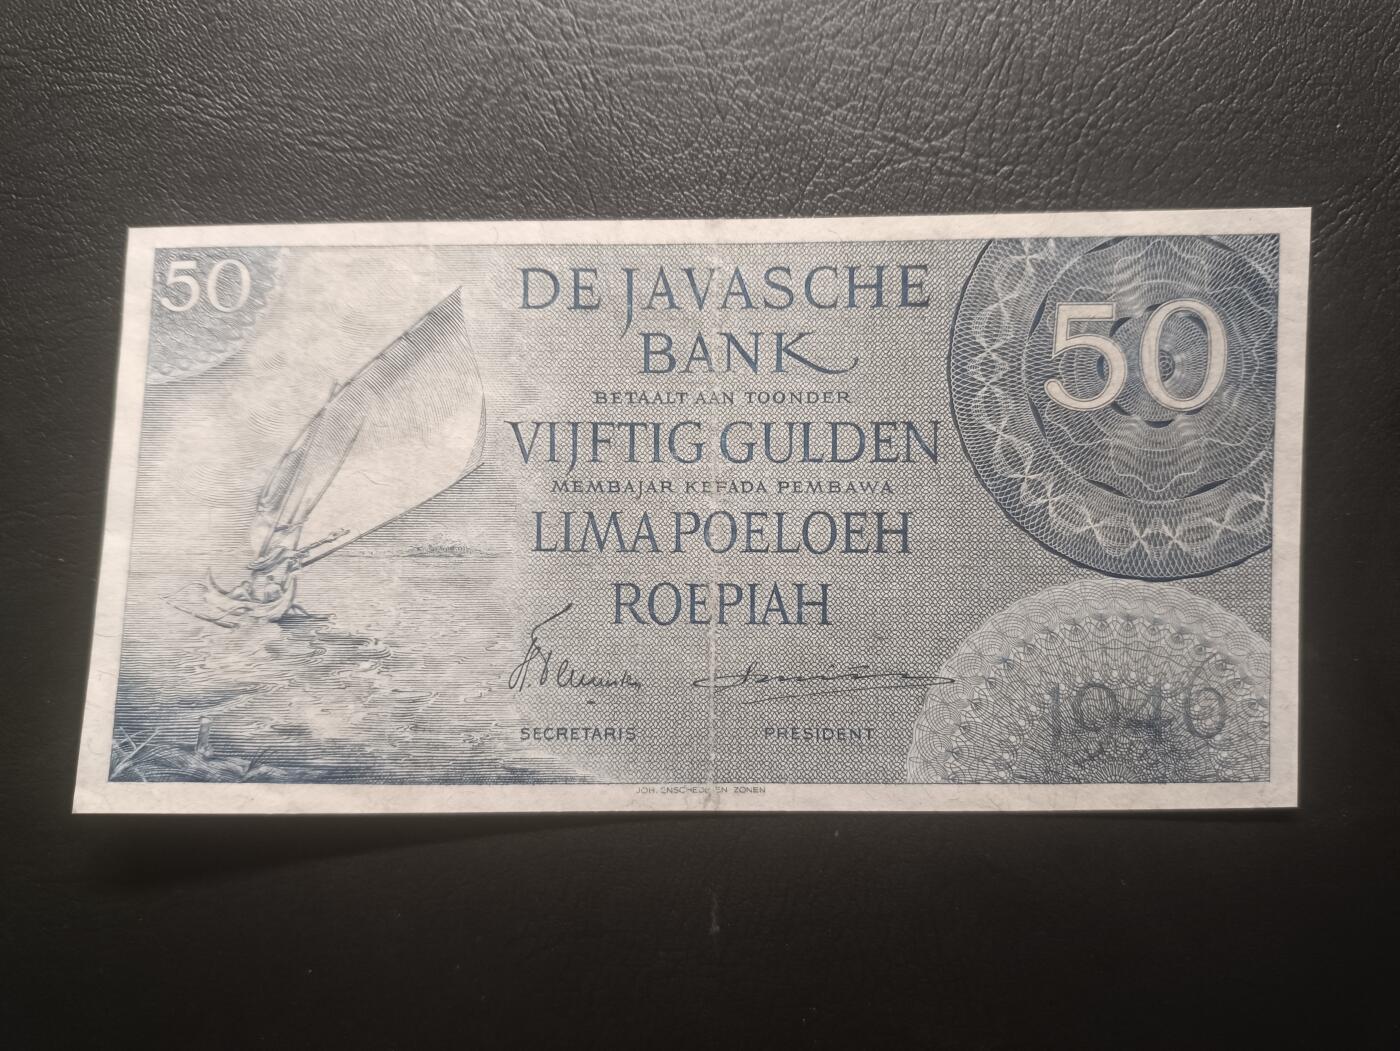 50
DE JAVASCHE
BANK
BETAALT AAN TOONDER
VIJFTIG GULDEN
MEMBAJAR KEPADA PEMBAWA
LIMA POELOEH
ROEPIAH
50
1946
SECRETARIS
PRESIDENT
JOH. ENSCHEDÉ EN ZONEN